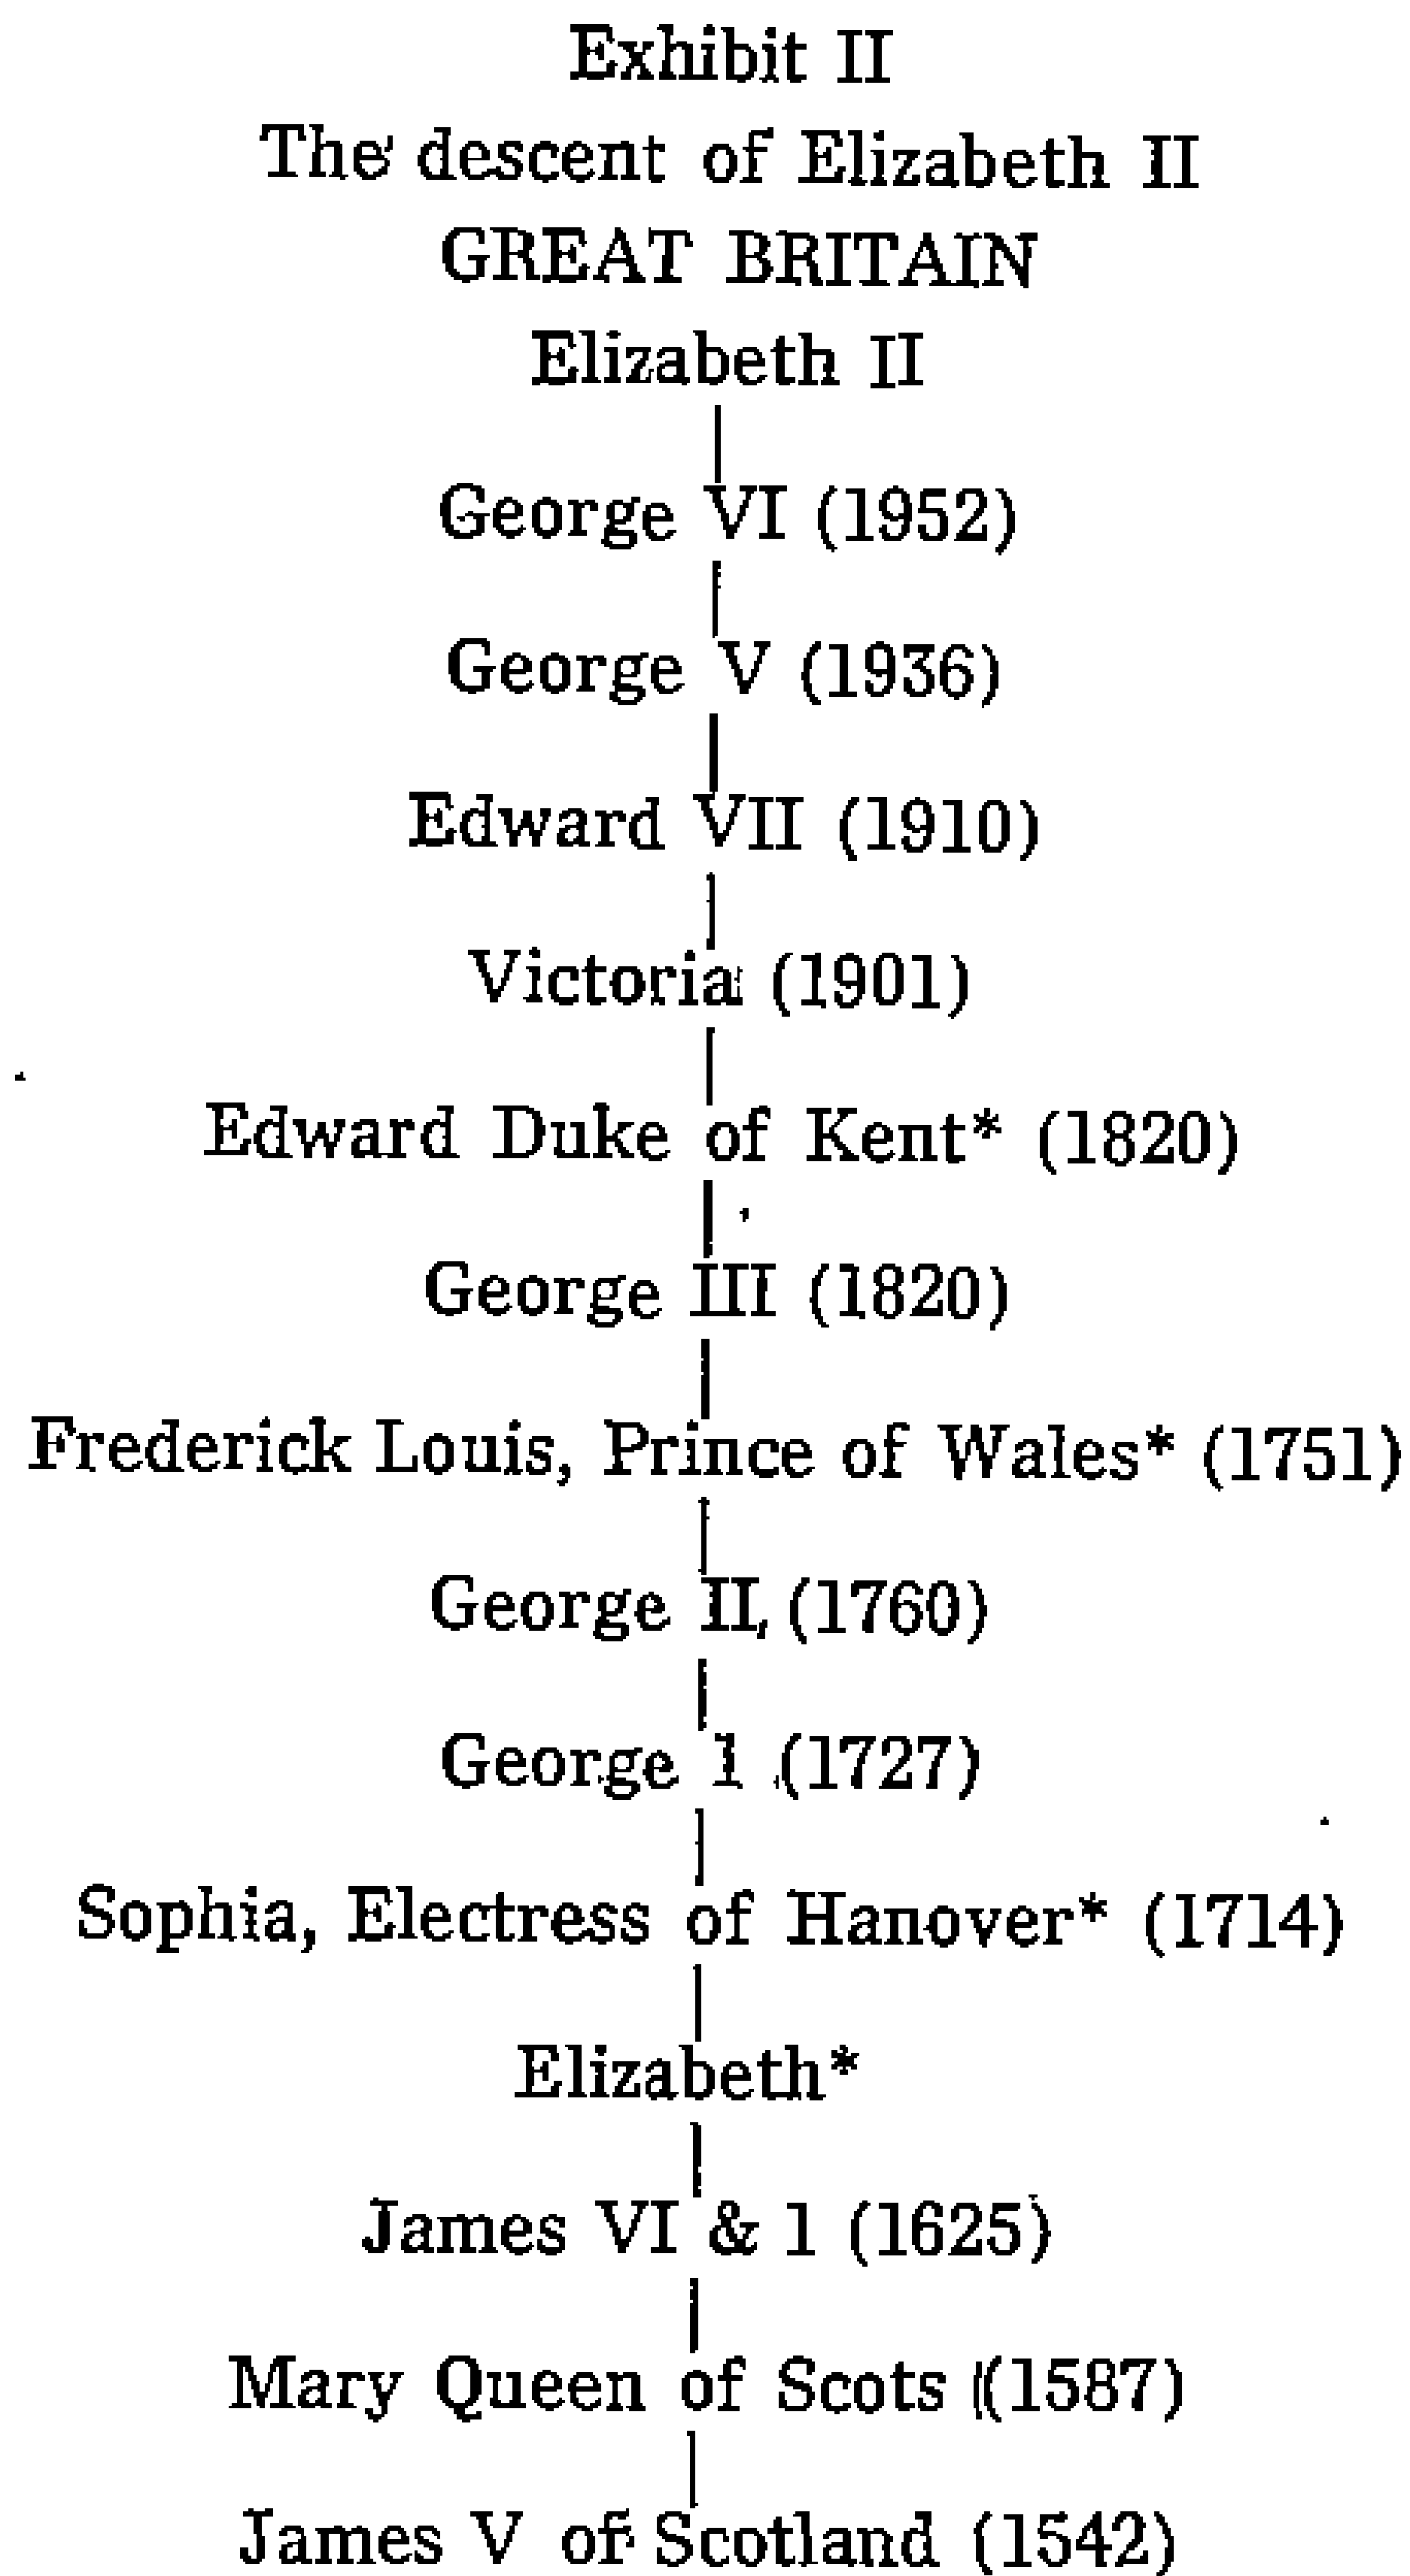 Exhibit II
The descent of Elizabeth II
GREAT BRITAIN
Elizabeth II
George VI (1952)
George V (1936)
Edward VII (1910)
Victoria (1901)
Edward Duke of Kent* (1820)
George III (1820)
Frederick Louis, Prince of Wales* (1751)
George II, (1760)
George 1 (1727)
Sophia, Electress of Hanover* (1714)
Elizabeth*
James VI & 1 (1625)
Mary Queen of Scots (1587)
James V of Scotland (1542)